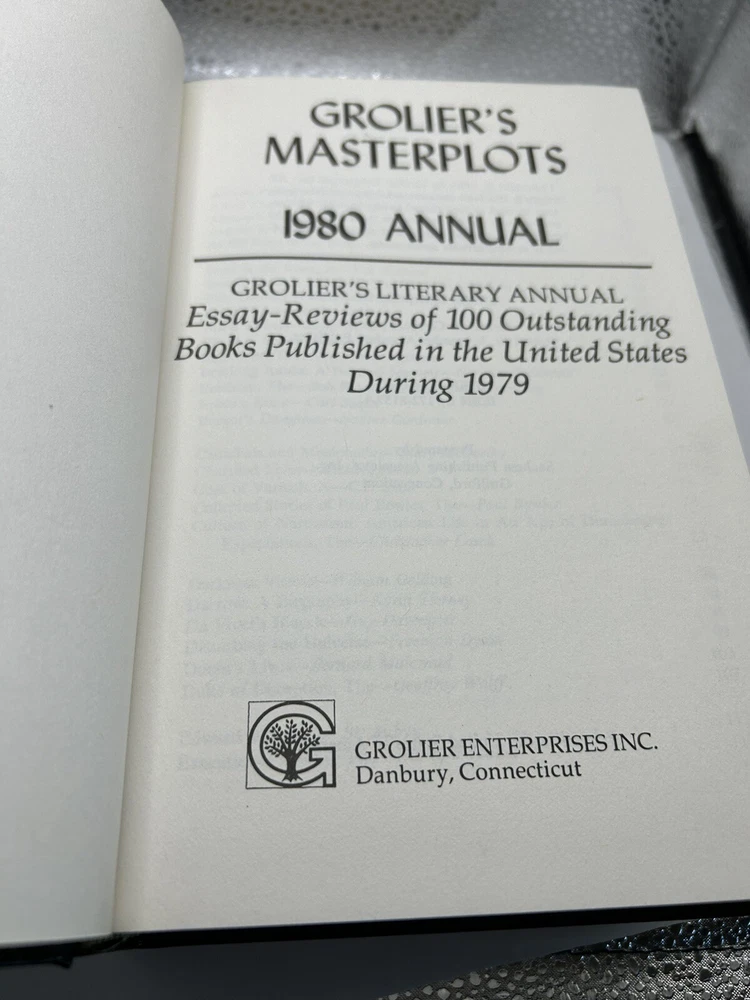 GROLIER'S
MASTERPLOTS
1980 ANNUAL
GROLIER'S LITERARY ANNUAL
Essay-Reviews of 100 Outstanding
Books Published in the United States
During 1979
G
GROLIER ENTERPRISES INC.
Danbury, Connecticut